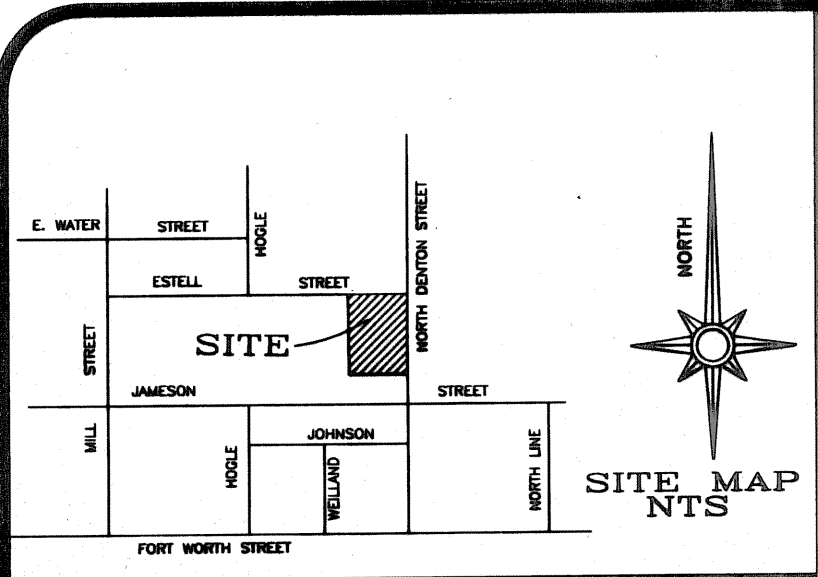 E. WATER STREET
HOGLE
NORTH DENTON STREET
NORTH
ESTELL STREET
SITE
STREET
MILL
JAMESON STREET
HOGLE
JOHNSON
WEILLAND
NORTH LINE
FORT WORTH STREET
SITE MAP
NTS